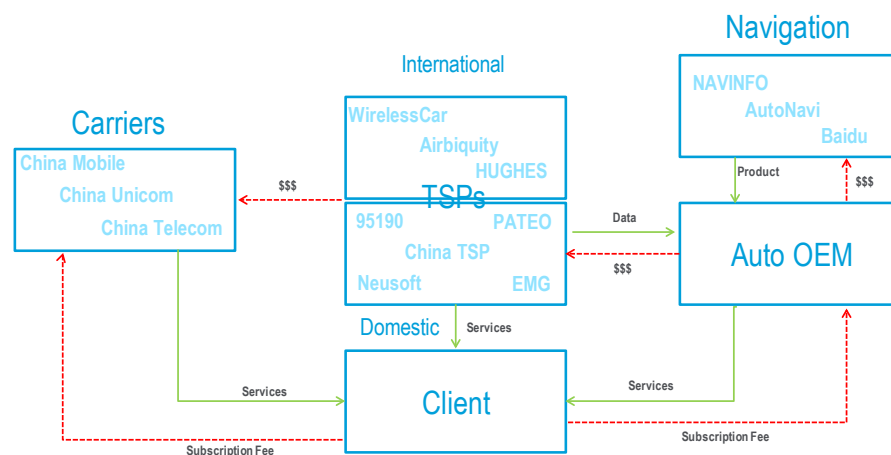 Navigation
International
NAVINFO
AutoNavi
Baidu
WirelessCar
Airbiquity
HUGHES
Carriers
China Mobile
China Unicom
China Telecom
$$$
Product
$$$
TSPs
95190
PATEO
China TSP
Neusoft
EMG
Data
$$$
Auto OEM
Domestic
Services
Client
Services
Services
Subscription Fee
Subscription Fee